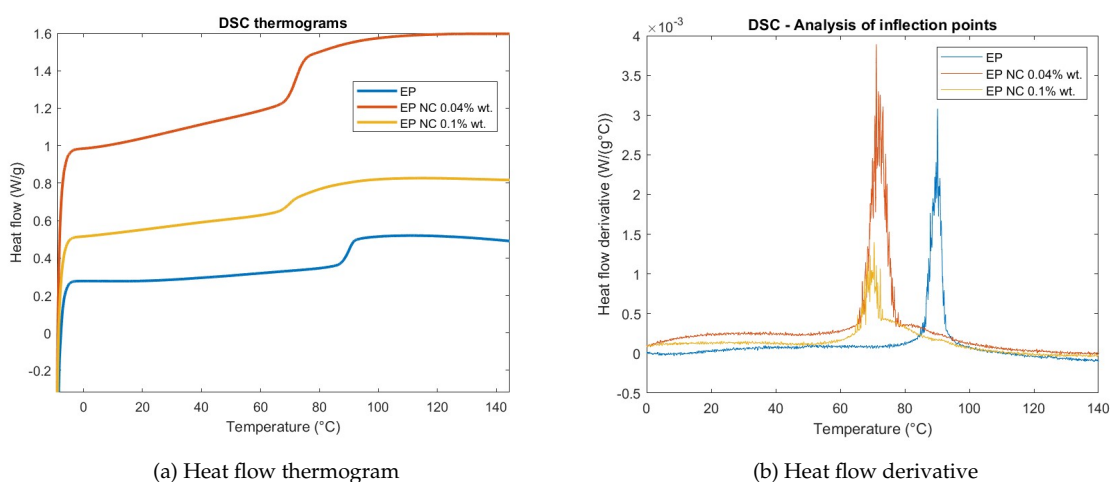 DSC thermograms
1.6
1.4
1.2
1
0.8
0.6
0.4
0.2
0
-0.2
Heat flow (W/g)
EP
EP NC 0.04% wt.
EP NC 0.1% wt.
0 20 40 60 80 100 120 140
Temperature (°C)
(a) Heat flow thermogram
×10⁻³
DSC - Analysis of inflection points
4
3.5
3
2.5
2
1.5
1
0.5
0
-0.5
Heat flow derivative (W/(g°C))
EP
EP NC 0.04% wt.
EP NC 0.1% wt.
0 20 40 60 80 100 120 140
Temperature (°C)
(b) Heat flow derivative